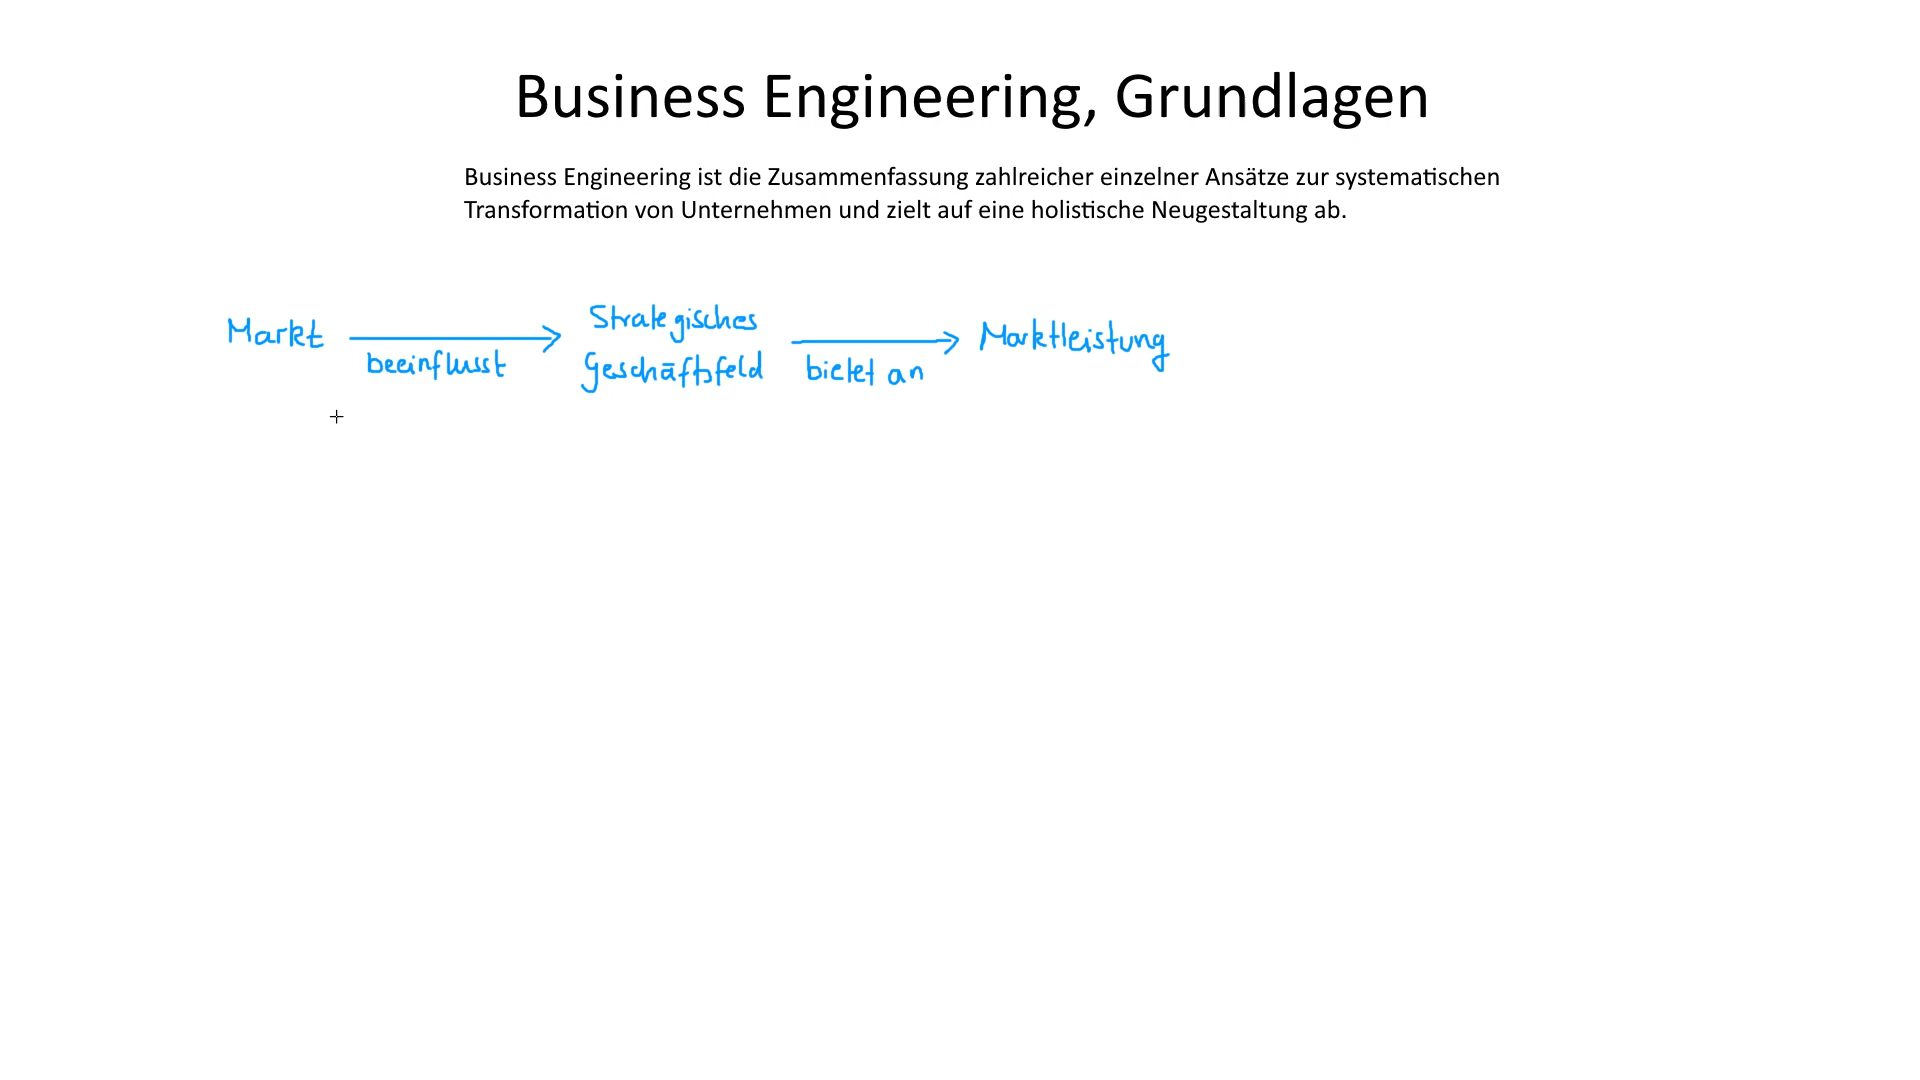 Business Engineering, Grundlagen
Business Engineering ist die Zusammenfassung zahlreicher einzelner Ansätze zur systematischen
Transformation von Unternehmen und zielt auf eine holistische Neugestaltung ab.
Markt
beeinflusst
Strategisches
Geschäftsfeld
bietet an
Marktleistung